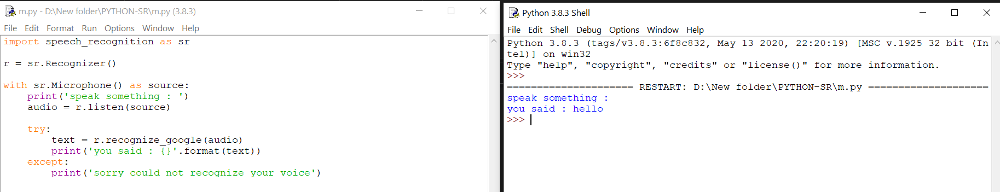 m.py - D:\New folder\PYTHON-SR\m.py (3.8.3)
File Edit Format Run Options Window Help
import speech_recognition as sr
r = sr.Recognizer()
with sr.Microphone() as source:
    print('speak something : ')
    audio = r.listen(source)
    try:
        text = r.recognize_google(audio)
        print('you said : {}'.format(text))
    except:
        print('sorry could not recognize your voice')
Python 3.8.3 Shell
File Edit Shell Debug Options Window Help
Python 3.8.3 (tags/v3.8.3:6f8c832, May 13 2020, 22:20:19) [MSC v.1925 32 bit (In
tel)] on win32
Type "help", "copyright", "credits" or "license()" for more information.
>>>
===================== RESTART: D:\New folder\PYTHON-SR\m.py ====================
speak something :
you said : hello
>>>